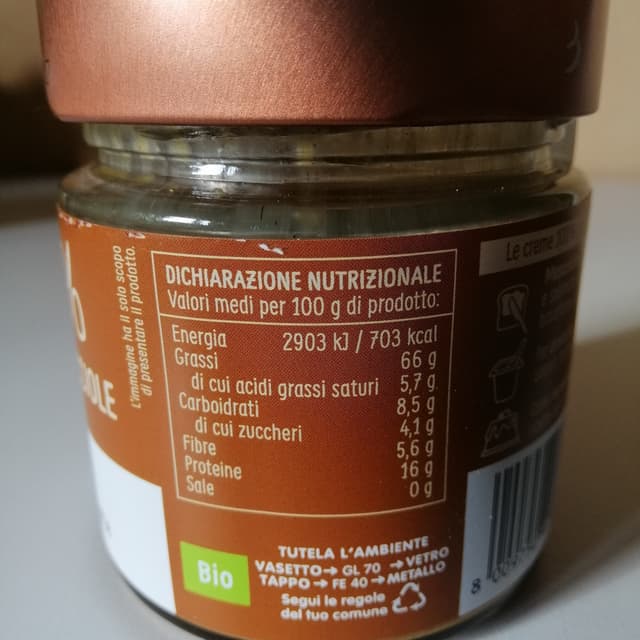 L'immagine ha il solo scopo
di presentare il prodotto.
DICHIARAZIONE NUTRIZIONALE
Valori medi per 100 g di prodotto:
Energia 2903 kJ / 703 kcal
Grassi 66 g
di cui acidi grassi saturi 5,7 g
Carboidrati 8,5 g
di cui zuccheri 4,1 g
Fibre 5,6 g
Proteine 16 g
Sale 0 g
Le creme
Bio
TUTELA L'AMBIENTE
VASETTO→ GL 70 →VETRO
TAPPO→ FE 40 →METALLO
Segui le regole
del tuo comune